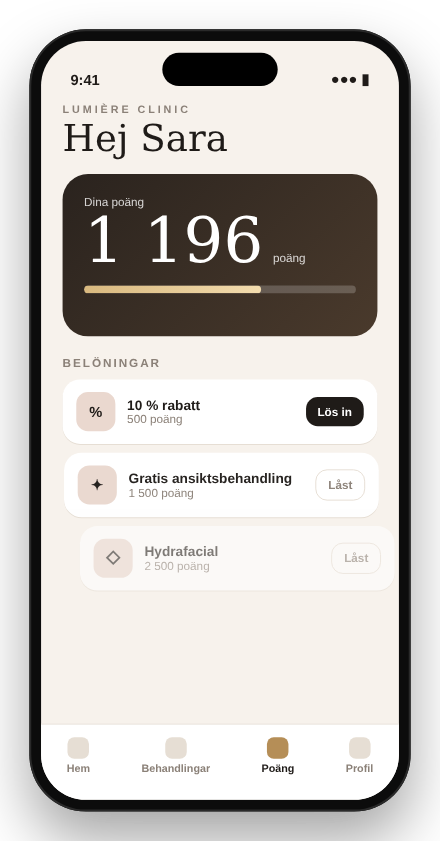 9:41
LUMIÈRE CLINIC
Hej Sara
Dina poäng
1 196 poäng
BELÖNINGAR
%
10 % rabatt
500 poäng
Lös in
Gratis ansiktsbehandling
1 500 poäng
Låst
Hydrafacial
2 500 poäng
Låst
Hem Behandlingar Poäng Profil